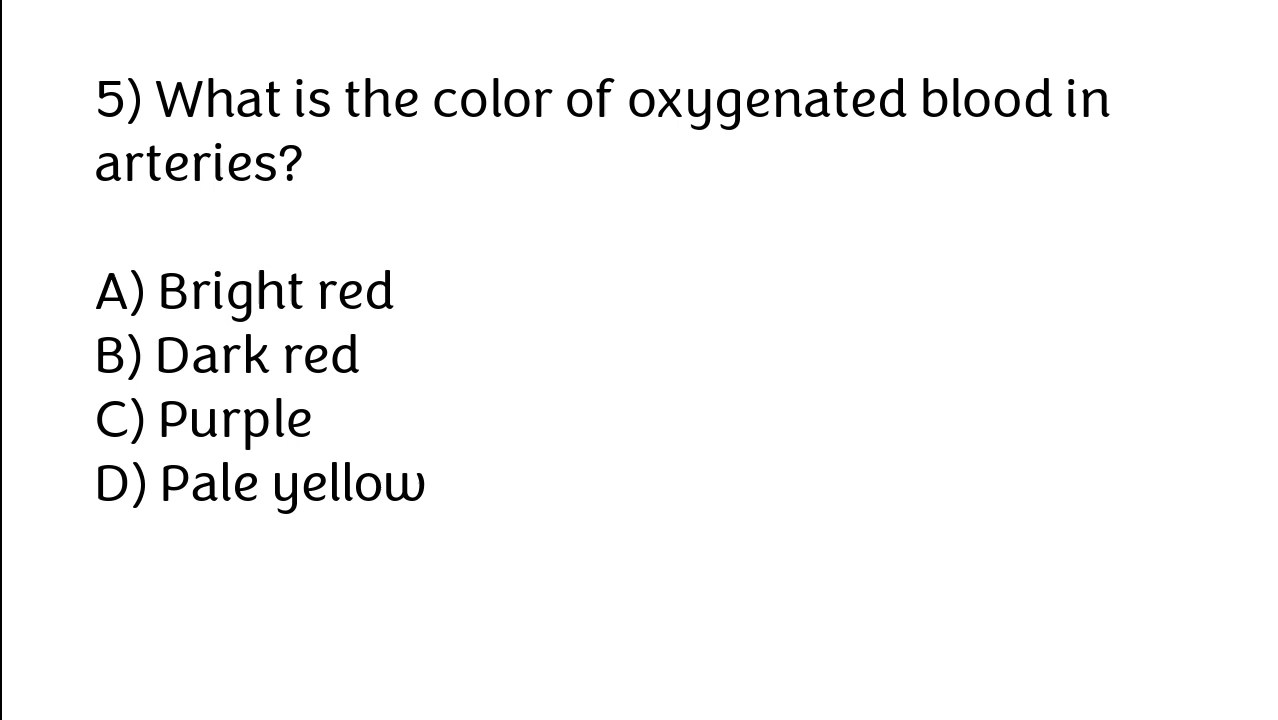 5) What is the color of oxygenated blood in
arteries?
A) Bright red
B) Dark red
C) Purple
D) Pale yellow